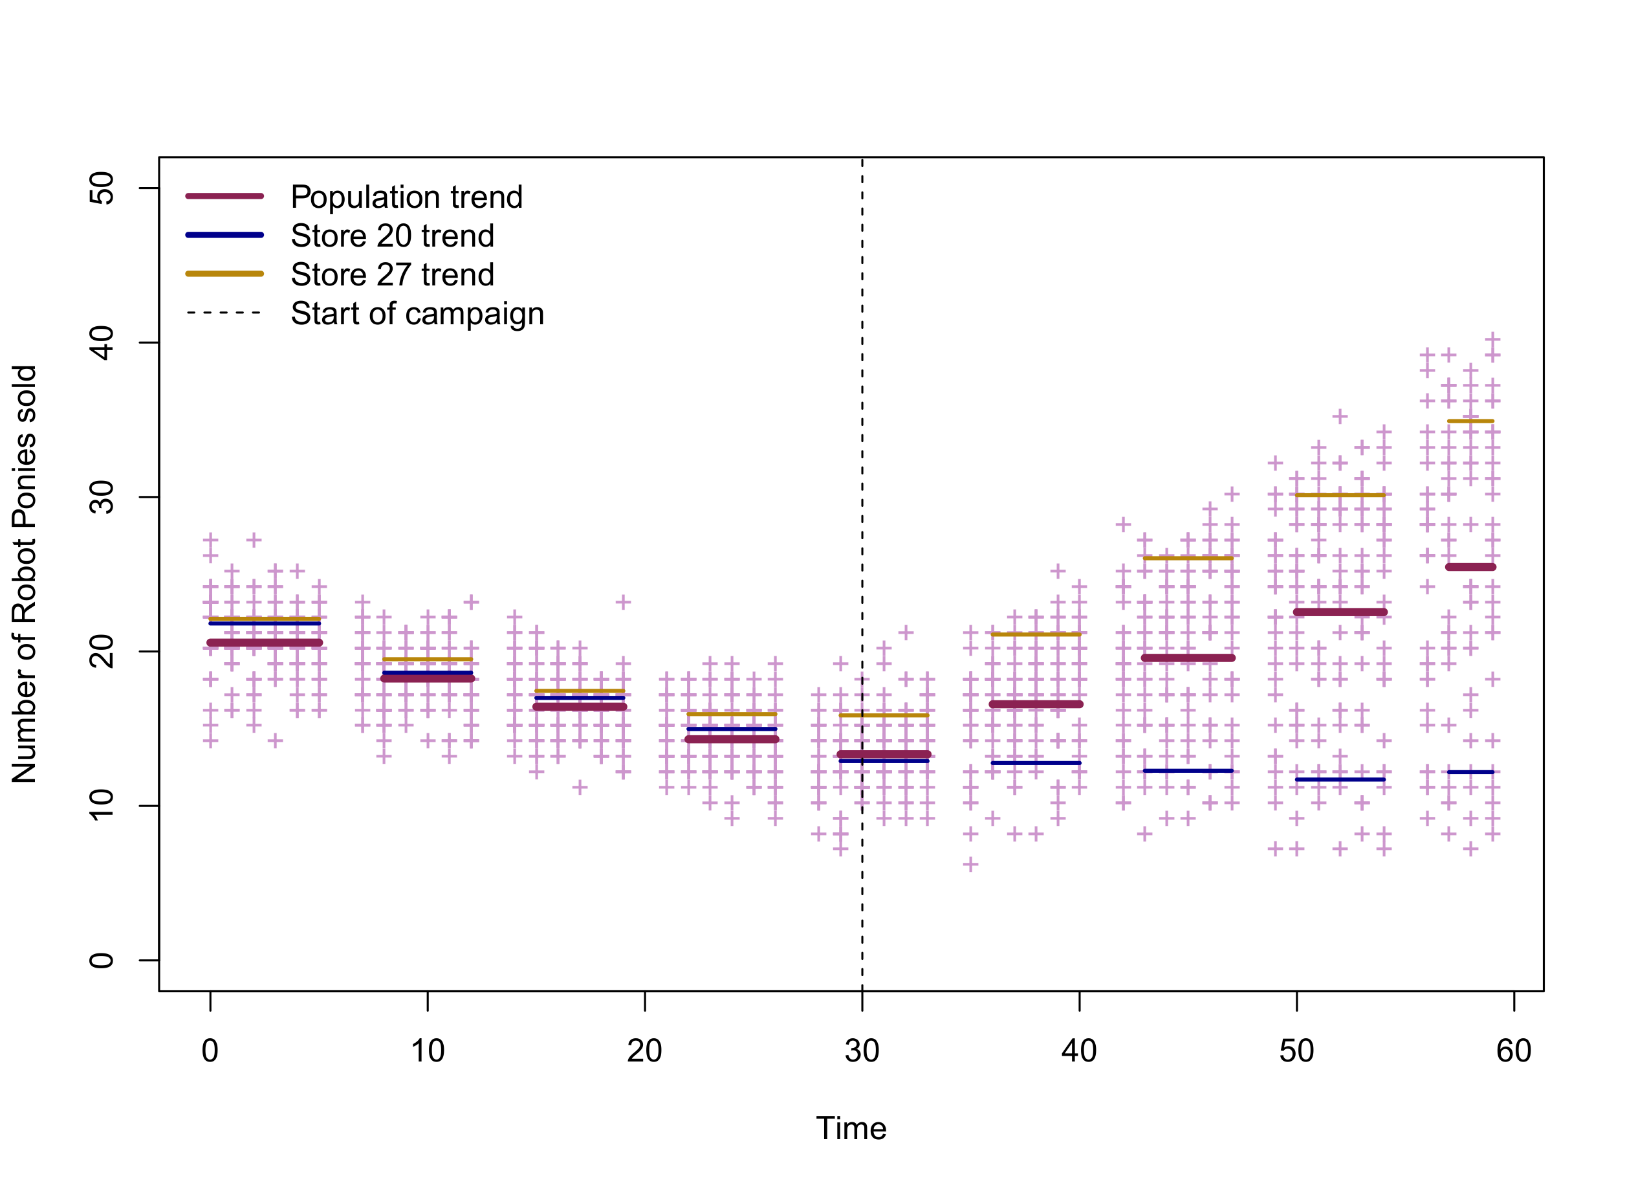 Population trend
Store 20 trend
Store 27 trend
Start of campaign
Number of Robot Ponies sold
50
40
30
20
10
0
0 10 20 30 40 50 60
Time